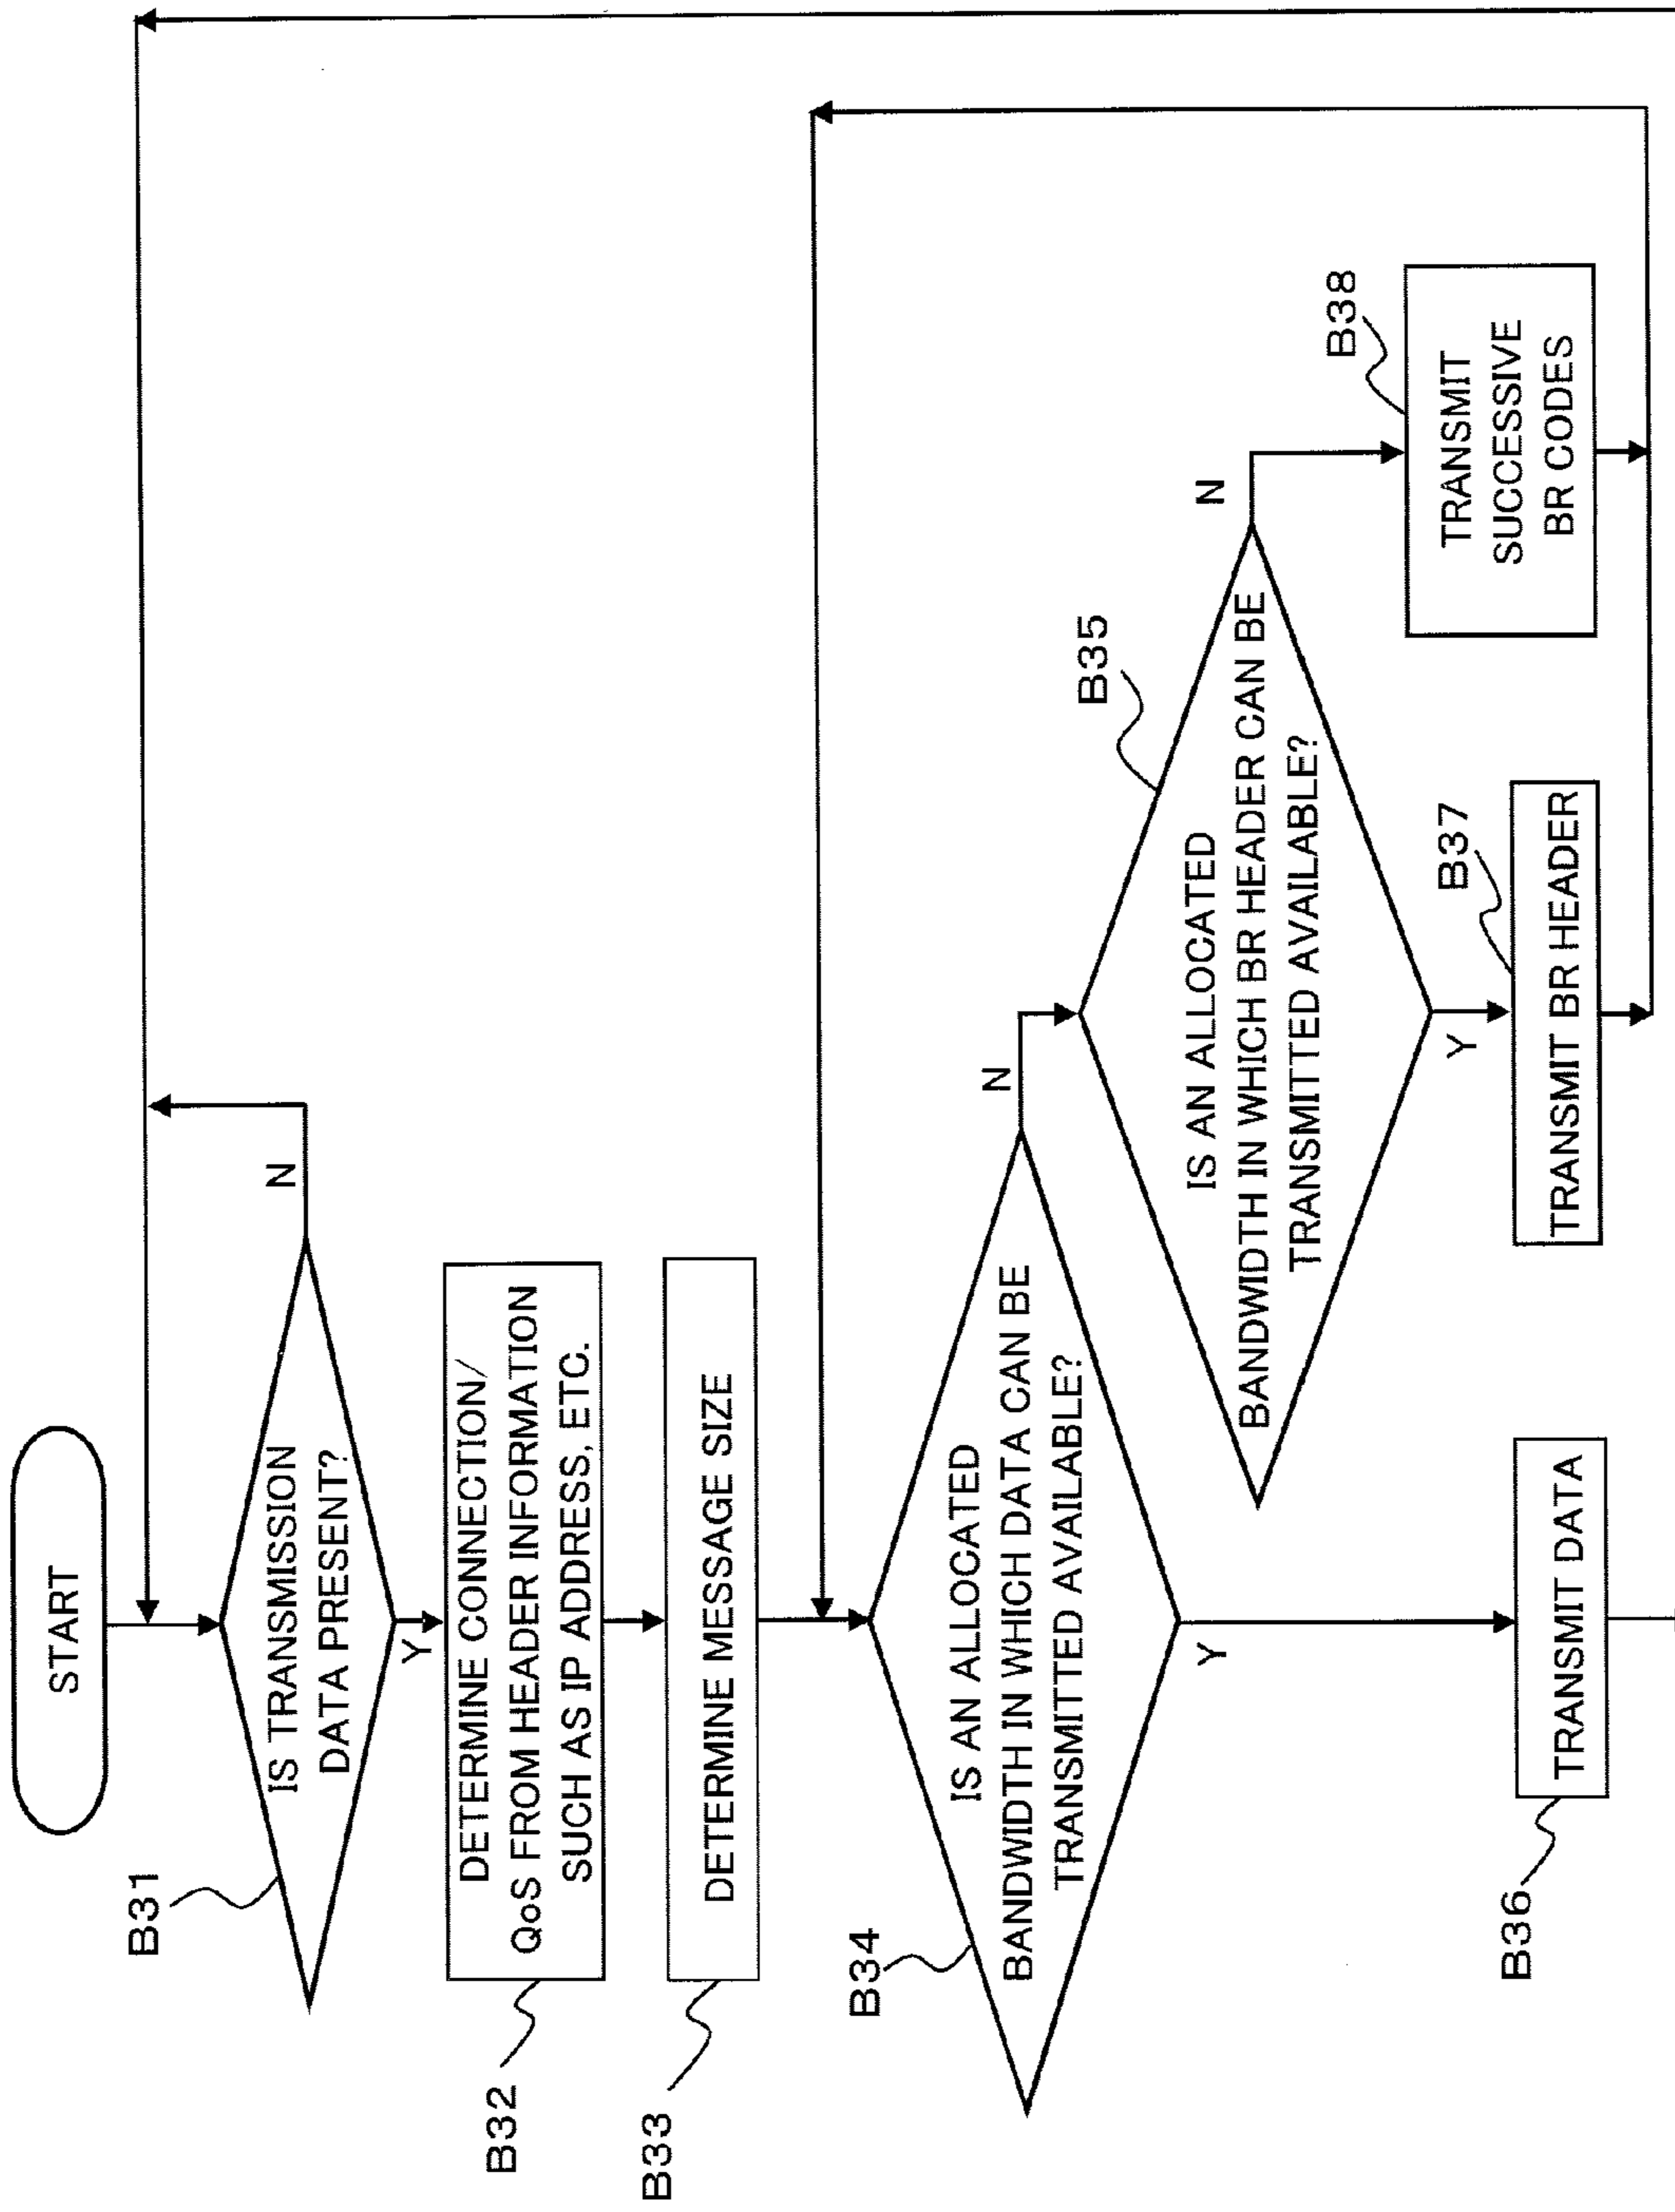 START
B31
IS TRANSMISSION
DATA PRESENT?
N
Y
B32
DETERMINE CONNECTION/
QoS FROM HEADER INFORMATION
SUCH AS IP ADDRESS, ETC.
B33
DETERMINE MESSAGE SIZE
B34
IS AN ALLOCATED
BANDWIDTH IN WHICH DATA CAN BE
TRANSMITTED AVAILABLE?
N
Y
B35
IS AN ALLOCATED
BANDWIDTH IN WHICH BR HEADER CAN BE
TRANSMITTED AVAILABLE?
N
Y
B36
TRANSMIT DATA
B37
TRANSMIT BR HEADER
B38
TRANSMIT
SUCCESSIVE
BR CODES